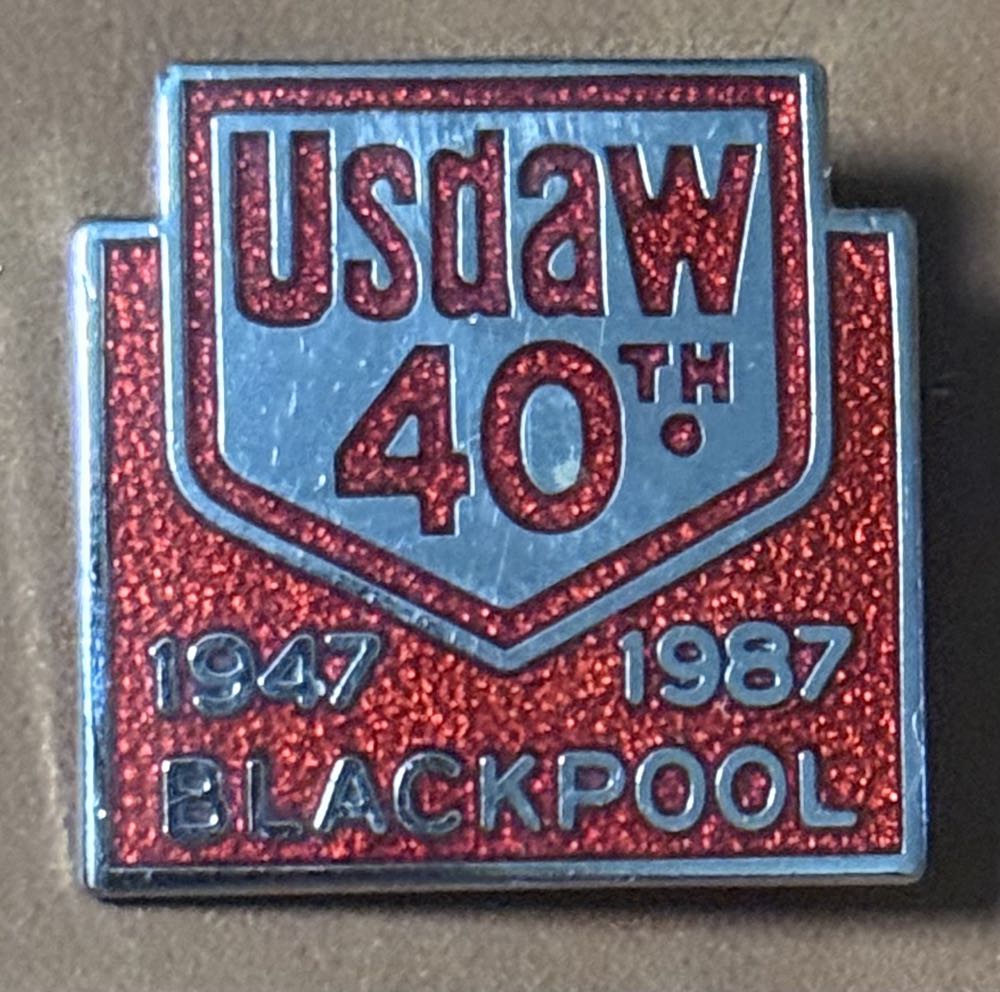 Usdaw
40TH.
1947 1987
BLACKPOOL